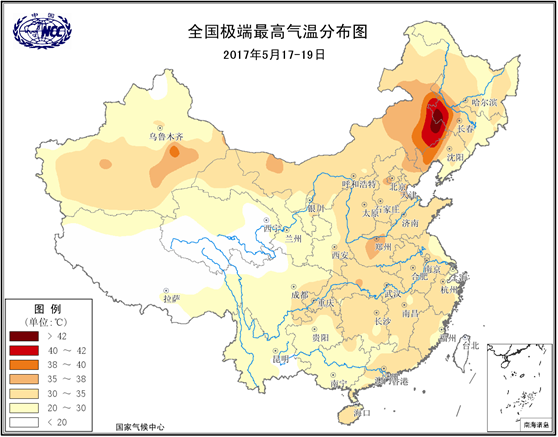 全国极端最高气温分布图
2017年5月17-19日
NCC
哈尔滨
长春
乌鲁木齐
沈阳
呼和浩特
北京
天津
银川
太原
石家庄
济南
西宁
兰州
郑州
西安
南京
合肥
上海
成都
武汉
杭州
拉萨
重庆
南昌
长沙
贵阳
福州
台北
昆明
南宁
香港
海口
图 例
(单位:℃)
> 42
40 ～ 42
38 ～ 40
35 ～ 38
30 ～ 35
20 ～ 30
< 20
国家气候中心
南海诸岛